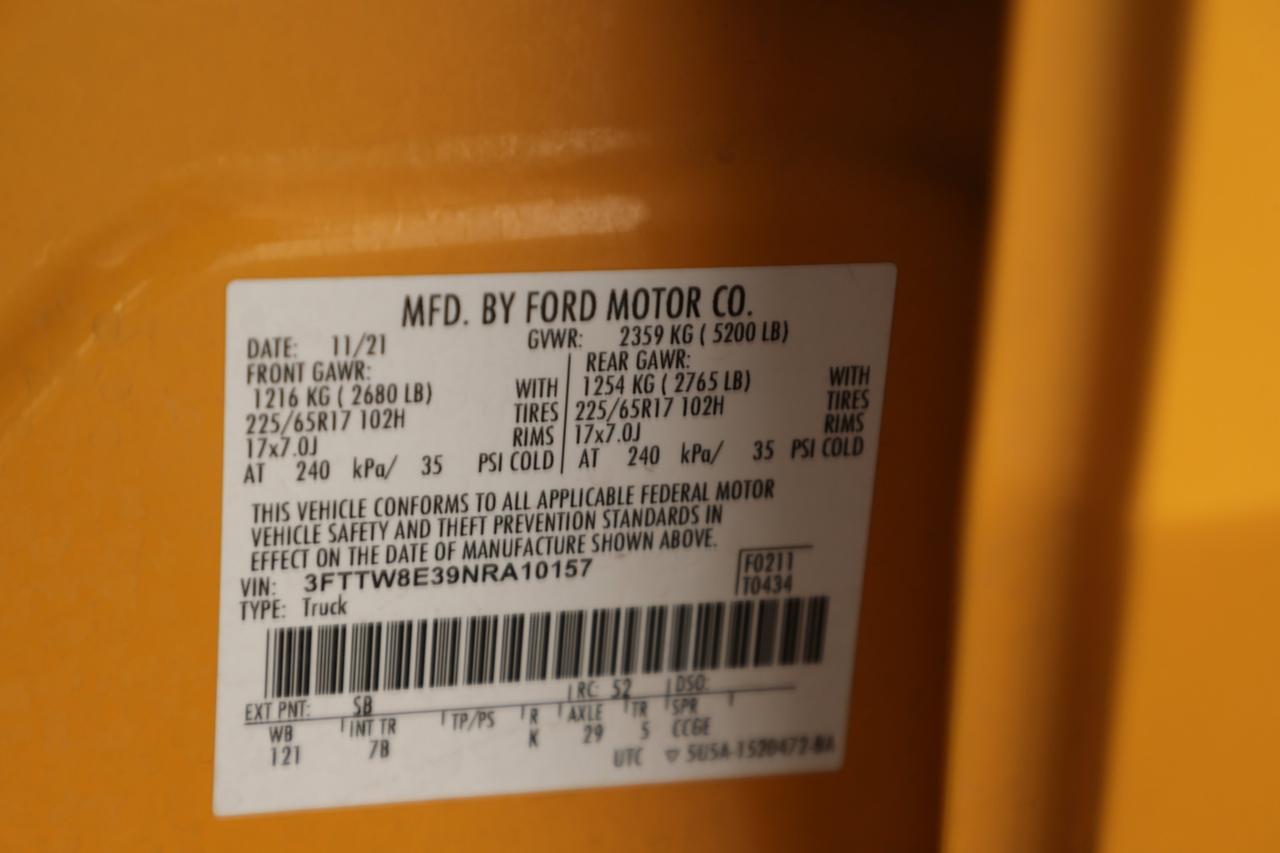 MFD. BY FORD MOTOR CO.
DATE: 11/21 GVWR: 2359 KG ( 5200 LB)
FRONT GAWR: REAR GAWR:
1216 KG ( 2680 LB) WITH 1254 KG ( 2765 LB) WITH
225/65R17 102H TIRES 225/65R17 102H TIRES
17x7.0J RIMS 17x7.0J RIMS
AT 240 kPa/ 35 PSI COLD AT 240 kPa/ 35 PSI COLD
THIS VEHICLE CONFORMS TO ALL APPLICABLE FEDERAL MOTOR
VEHICLE SAFETY AND THEFT PREVENTION STANDARDS IN
EFFECT ON THE DATE OF MANUFACTURE SHOWN ABOVE.
VIN: 3FTTW8E39NRA10157 F0211
TYPE: Truck T0434
EXT PNT: SB RC: 52 DSO:
WB INT TR TP/PS R AXLE TR SPR
121 7B K 29 5 CCGE
UTC ▽ 5U5A-1520472-BA